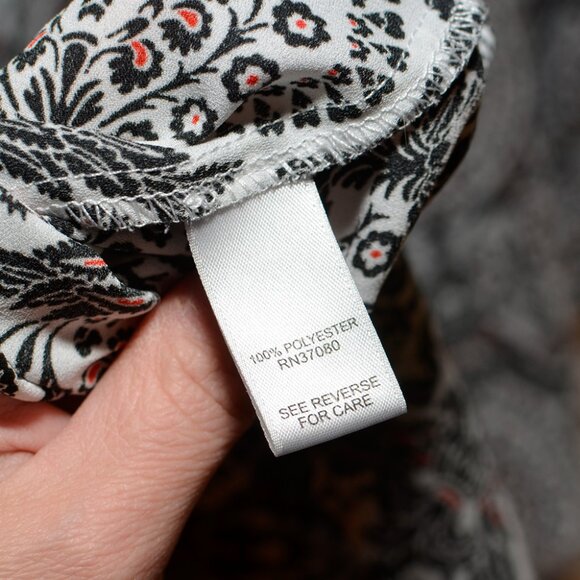 100% POLYESTER
RN37080
SEE REVERSE
FOR CARE